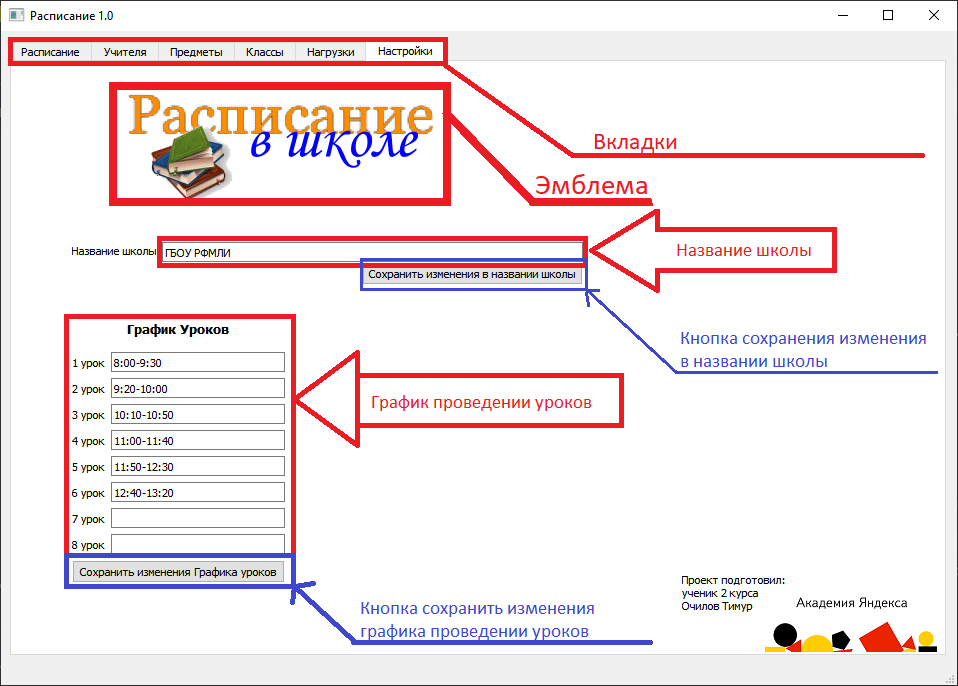 Расписание 1.0
Расписание Учителя Предметы Классы Нагрузки Настройки
Расписание
в школе
Вкладки
Эмблема
Название школы ГБОУ РФМЛИ
Название школы
Сохранить изменения в названии школы
Кнопка сохранения изменения
в названии школы
График Уроков
1 урок 8:00-9:30
2 урок 9:20-10:00
3 урок 10:10-10:50
4 урок 11:00-11:40
5 урок 11:50-12:30
6 урок 12:40-13:20
7 урок
8 урок
График проведении уроков
Сохранить изменения Графика уроков
Кнопка сохранить изменения
графика проведении уроков
Проект подготовил:
ученик 2 курса
Очилов Тимур
Академия Яндекса